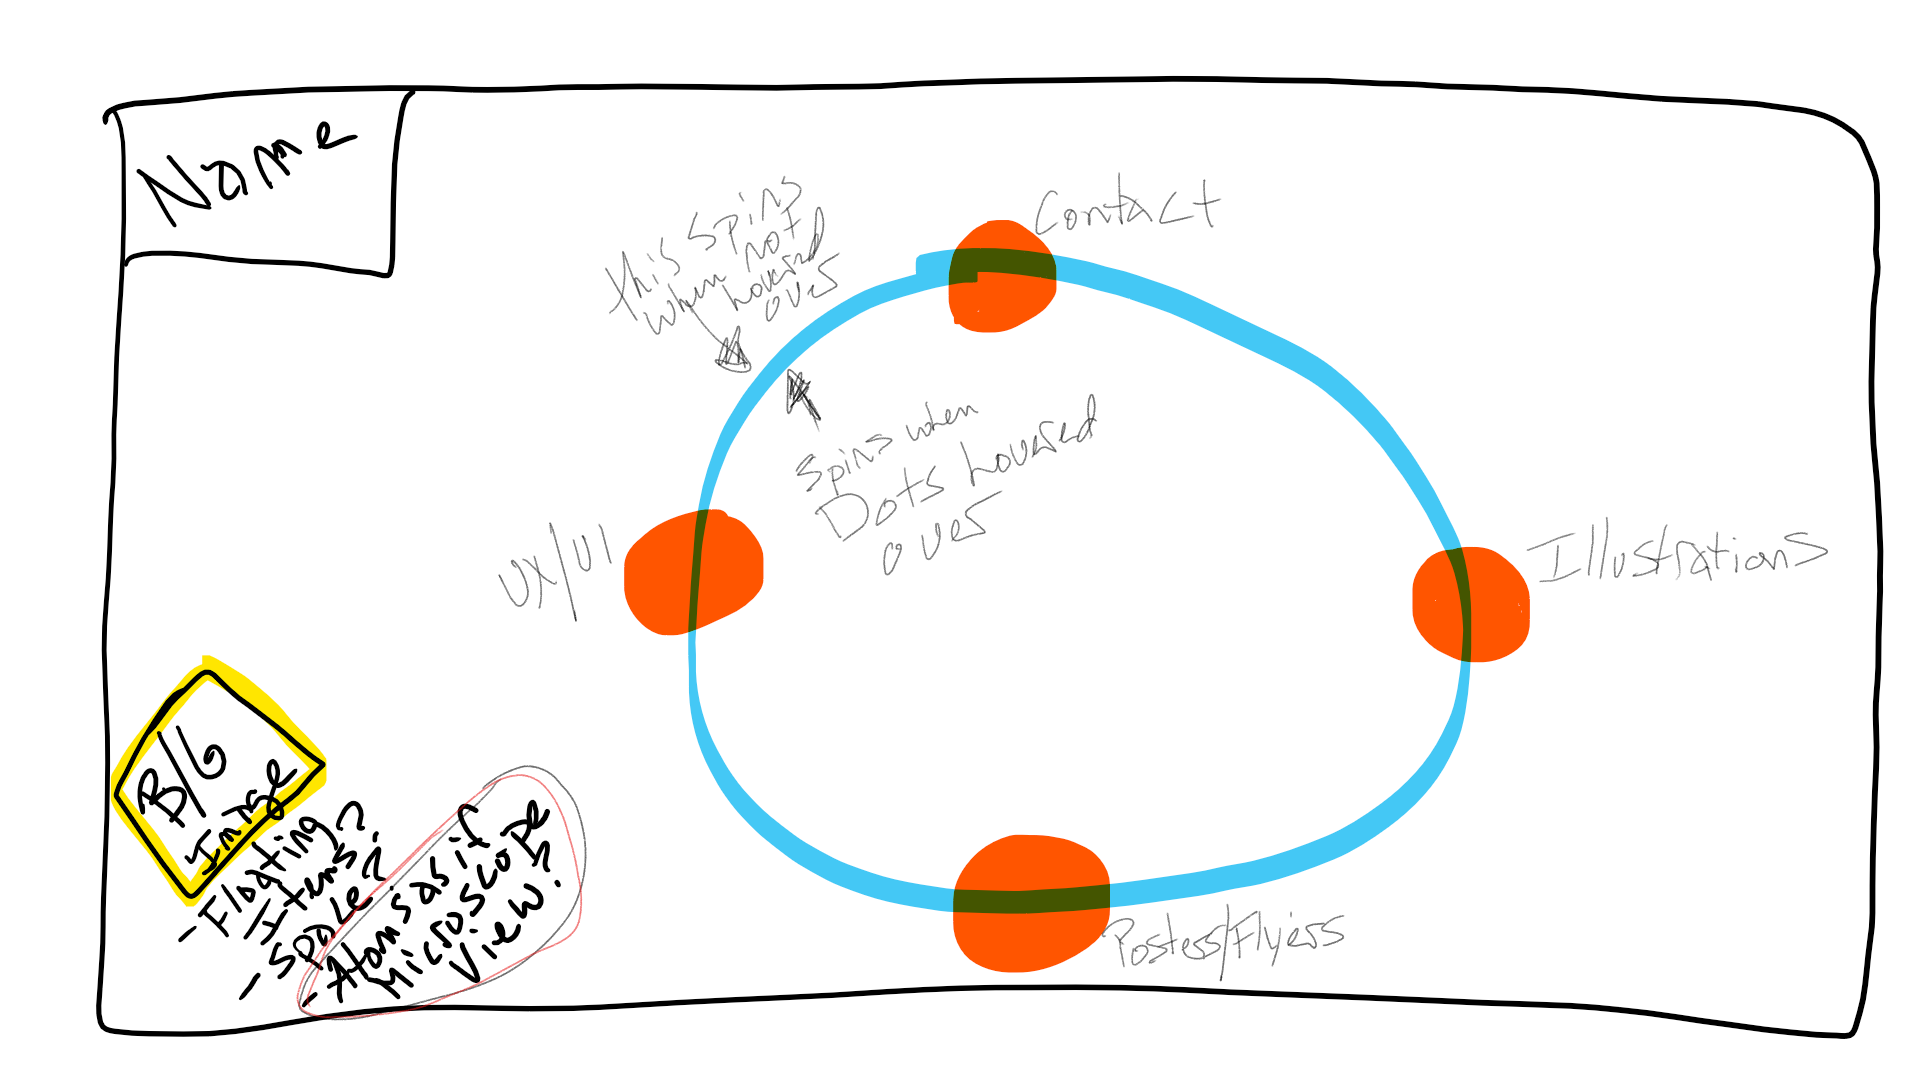 Name
this spins
when not
hovered
over
Contact
spins when
Dots hovered
over
UX/UI
Illustrations
B/G
Image
- Floating
Items?
- Space?
- Atoms as if
Microscope
View?
Posters/Flyers